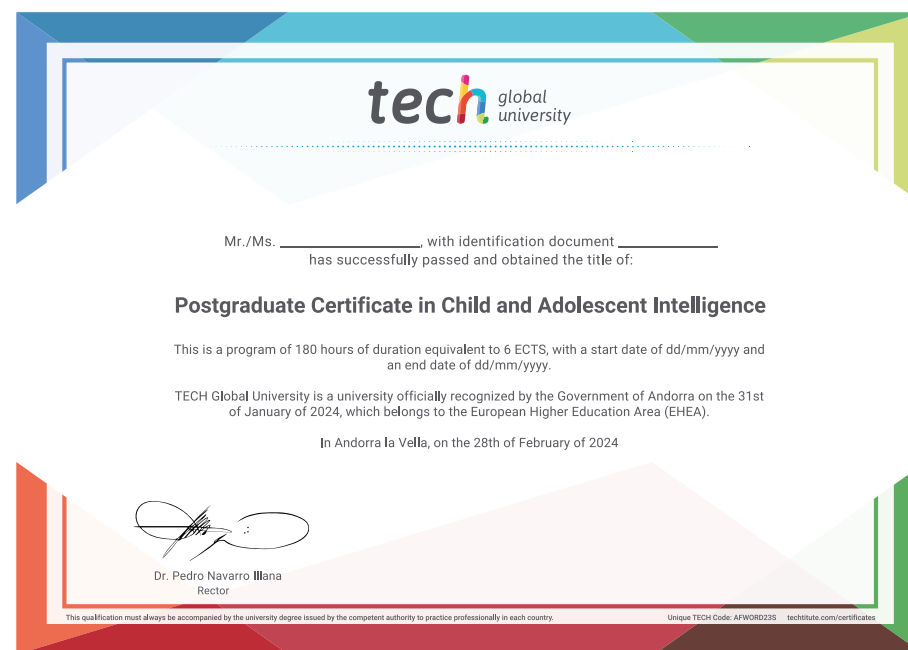 tech global
university
Mr./Ms. ____________, with identification document ____________
has successfully passed and obtained the title of:
Postgraduate Certificate in Child and Adolescent Intelligence
This is a program of 180 hours of duration equivalent to 6 ECTS, with a start date of dd/mm/yyyy and
an end date of dd/mm/yyyy.
TECH Global University is a university officially recognized by the Government of Andorra on the 31st
of January of 2024, which belongs to the European Higher Education Area (EHEA).
In Andorra la Vella, on the 28th of February of 2024
Dr. Pedro Navarro Illana
Rector
This qualification must always be accompanied by the university degree issued by the competent authority to practice professionally in each country. Unique TECH Code: AFWORD23S techtitute.com/certificates